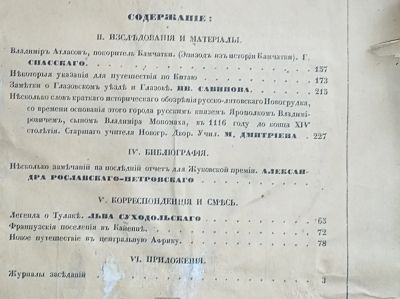 СОДЕРЖАНІЕ:
II. ИЗСЛѢДОВАНІЯ И МАТЕРІАЛЫ.
Владиміръ Атласовъ, покоритель Камчатки. (Эпизодъ изъ исторіи Камчатки). Г.
СПАССКАГО 157
Нѣкоторыя указанія для путешествія по Китаю 173
Замѣтки о Глазовскомъ уѣздѣ и Глазовѣ. ИВ. САВИНОВА. 215
Нѣсколько словъ краткаго историческаго обозрѣнія русско-литовскаго Новогрудка,
со времени основанія этого города русскимъ княземъ Ярополкомъ Владимі-
ровичемъ, сыномъ Владиміра Мономаха, въ 1116 году до конца XIV
столѣтія. Старшаго учителя Новогр. Двор. Учил. М. ДМИТРІЕВА 227
IV. БИБЛІОГРАФІЯ.
Нѣсколько замѣчаній на послѣдній отчетъ для Жуковской преміи. АЛЕКСАН-
ДРА РОСЛАВСКАГО-ПЕТРОВСКАГО
V. КОРРЕСПОНДЕНЦІЯ И СМѢСЬ.
Легенда о Тулякѣ. ЛЬВА СУХОДОЛЬСКАГО 65
Французскія поселенія въ Кайеннѣ. 72
Новое путешествіе въ центральную Африку. 78
VI. ПРИЛОЖЕНІЯ.
Журналы засѣданій 3